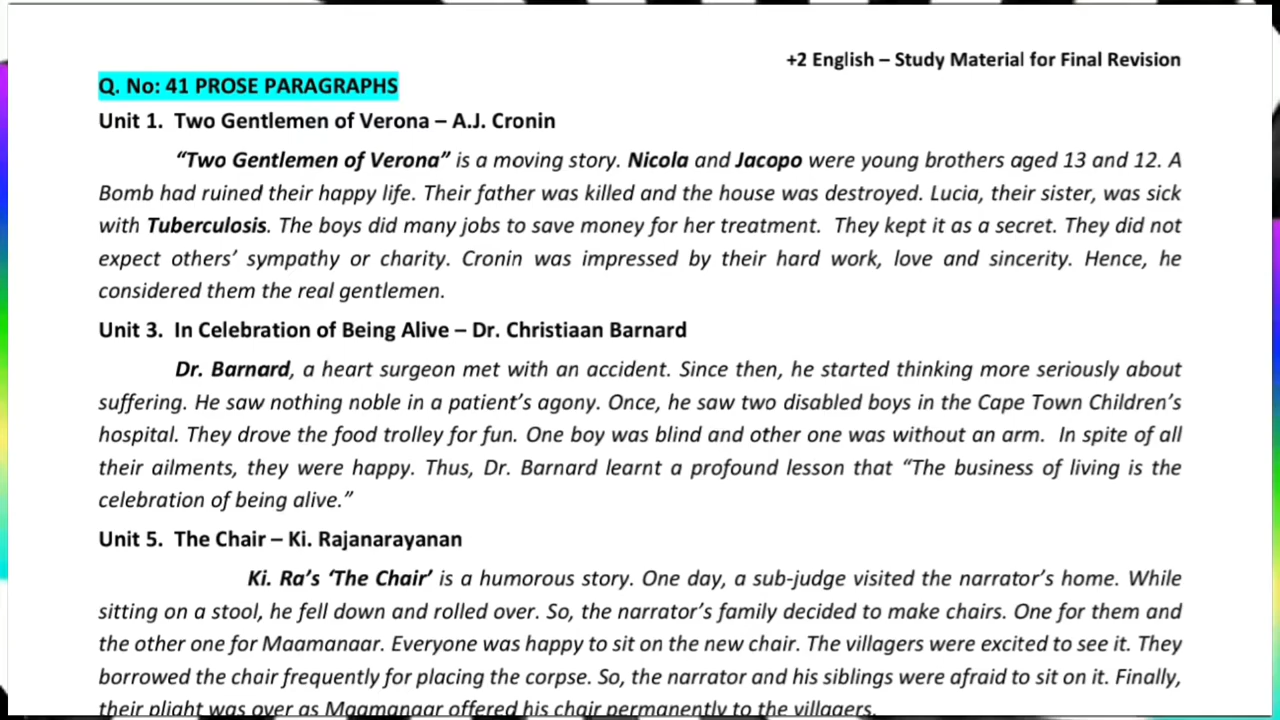 +2 English – Study Material for Final Revision
Q. No: 41 PROSE PARAGRAPHS
Unit 1. Two Gentlemen of Verona – A.J. Cronin
“Two Gentlemen of Verona” is a moving story. Nicola and Jacopo were young brothers aged 13 and 12. A
Bomb had ruined their happy life. Their father was killed and the house was destroyed. Lucia, their sister, was sick
with Tuberculosis. The boys did many jobs to save money for her treatment. They kept it as a secret. They did not
expect others’ sympathy or charity. Cronin was impressed by their hard work, love and sincerity. Hence, he
considered them the real gentlemen.
Unit 3. In Celebration of Being Alive – Dr. Christiaan Barnard
Dr. Barnard, a heart surgeon met with an accident. Since then, he started thinking more seriously about
suffering. He saw nothing noble in a patient’s agony. Once, he saw two disabled boys in the Cape Town Children’s
hospital. They drove the food trolley for fun. One boy was blind and other one was without an arm. In spite of all
their ailments, they were happy. Thus, Dr. Barnard learnt a profound lesson that “The business of living is the
celebration of being alive.”
Unit 5. The Chair – Ki. Rajanarayanan
Ki. Ra’s ‘The Chair’ is a humorous story. One day, a sub-judge visited the narrator’s home. While
sitting on a stool, he fell down and rolled over. So, the narrator’s family decided to make chairs. One for them and
the other one for Maamanaar. Everyone was happy to sit on the new chair. The villagers were excited to see it. They
borrowed the chair frequently for placing the corpse. So, the narrator and his siblings were afraid to sit on it. Finally,
their plight was over as Maamanaar offered his chair permanently to the villagers.